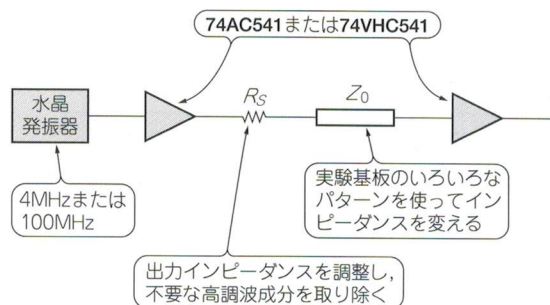 74AC541または74VHC541
水晶
発振器
R_S
Z_0
4MHzまたは
100MHz
実験基板のいろいろな
パターンを使ってイン
ピーダンスを変える
出力インピーダンスを調整し,
不要な高調波成分を取り除く